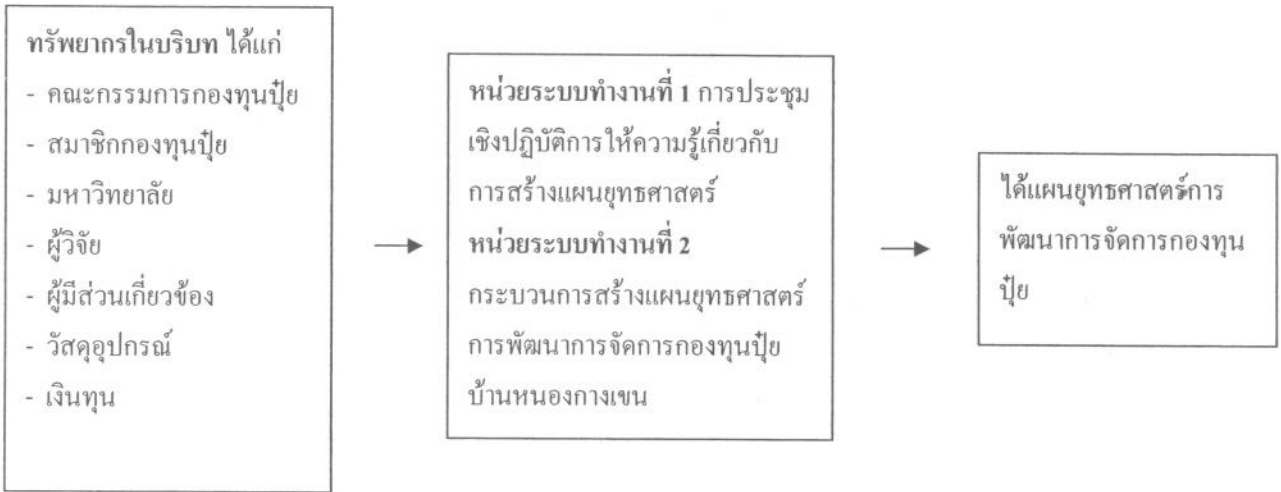 ทรัพยากรในบริบท ได้แก่
- คณะกรรมการกองทุนปุ๋ย
- สมาชิกกองทุนปุ๋ย
- มหาวิทยาลัย
- ผู้วิจัย
- ผู้มีส่วนเกี่ยวข้อง
- วัสดุอุปกรณ์
- เงินทุน
หน่วยระบบทำงานที่ 1 การประชุม
เชิงปฏิบัติการให้ความรู้เกี่ยวกับ
การสร้างแผนยุทธศาสตร์
หน่วยระบบทำงานที่ 2
กระบวนการสร้างแผนยุทธศาสตร์
การพัฒนาการจัดการกองทุนปุ๋ย
บ้านหนองกางเขน
ได้แผนยุทธศาสตร์การ
พัฒนาการจัดการกองทุน
ปุ๋ย